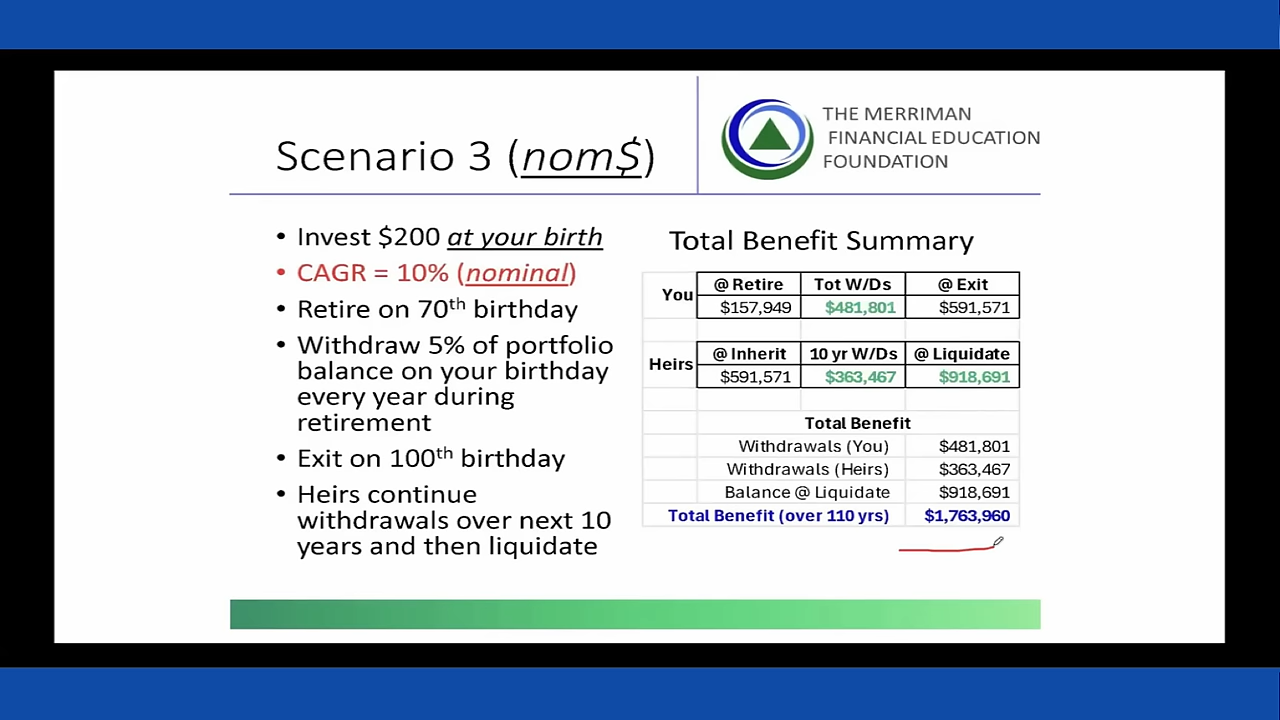 THE MERRIMAN
FINANCIAL EDUCATION
FOUNDATION
Scenario 3 (nom$)
• Invest $200 at your birth
• CAGR = 10% (nominal)
• Retire on 70th birthday
• Withdraw 5% of portfolio
balance on your birthday
every year during
retirement
• Exit on 100th birthday
• Heirs continue
withdrawals over next 10
years and then liquidate
Total Benefit Summary
You @ Retire Tot W/Ds @ Exit
$157,949 $481,801 $591,571
Heirs @ Inherit 10 yr W/Ds @ Liquidate
$591,571 $363,467 $918,691
Total Benefit
Withdrawals (You) $481,801
Withdrawals (Heirs) $363,467
Balance @ Liquidate $918,691
Total Benefit (over 110 yrs) $1,763,960